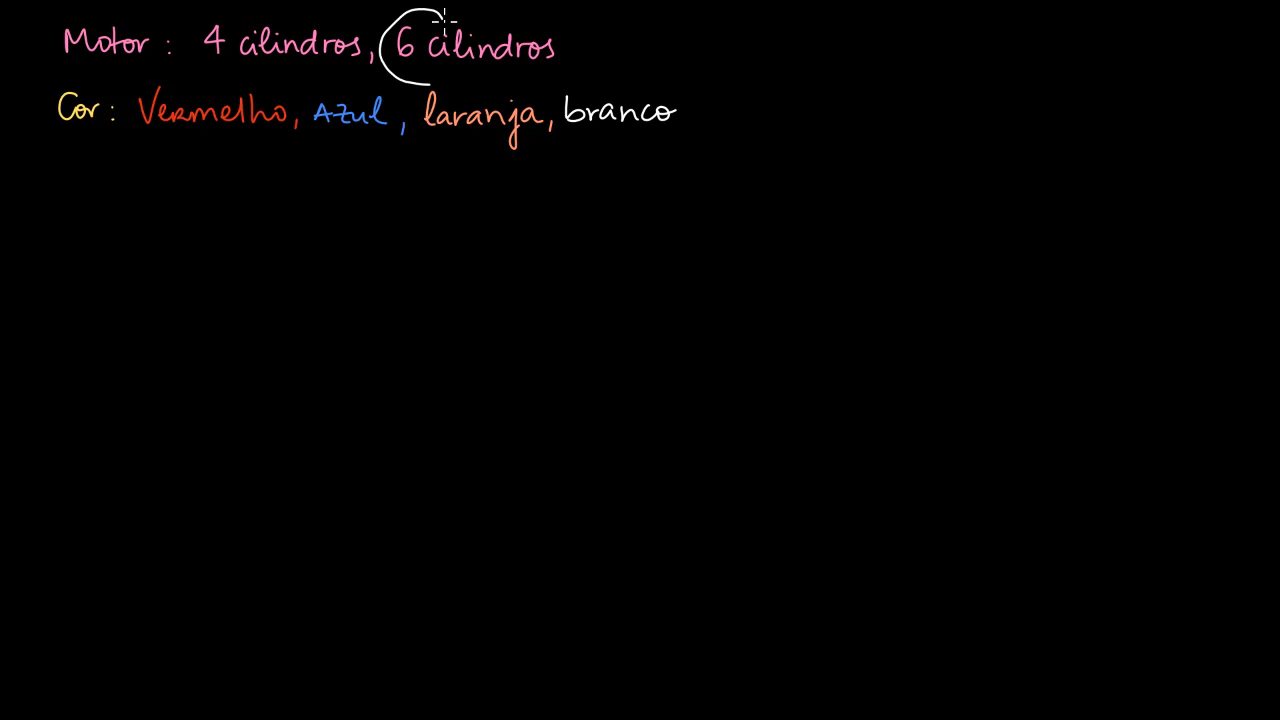 Motor : 4 cilindros, 6 cilindros
Cor : Vermelho, Azul, laranja, branco